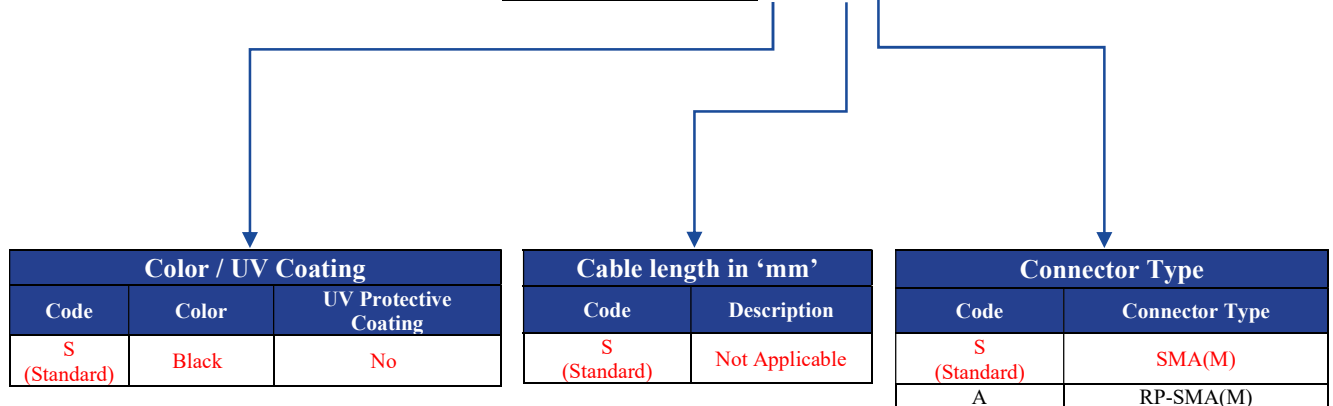 Color / UV Coating
Code Color UV Protective
Coating
S
(Standard) Black No
Cable length in ‘mm’
Code Description
S
(Standard) Not Applicable
Connector Type
Code Connector Type
S
(Standard) SMA(M)
A RP-SMA(M)